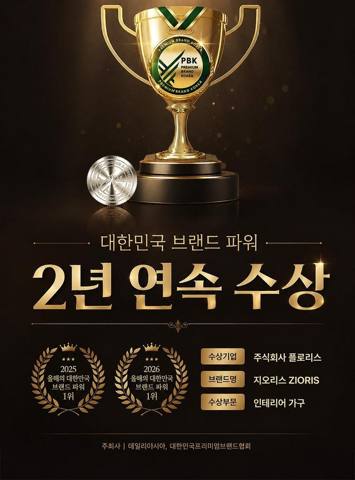 PBK
PREMIUM
BRAND
KOREA
대한민국 브랜드 파워
2년 연속 수상
2025
올해의 대한민국
브랜드 파워
1위
2026
올해의 대한민국
브랜드 파워
1위
수상기업 주식회사 플로리스
브랜드명 지오리스 ZIORIS
수상부문 인테리어 가구
주최사 | 데일리아시아, 대한민국프리미엄브랜드협회